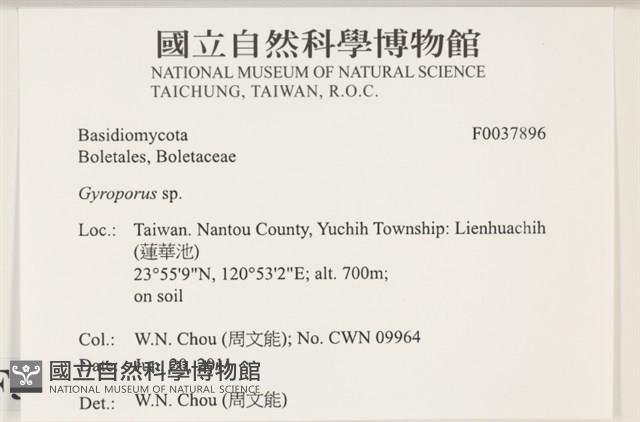 國立自然科學博物館
NATIONAL MUSEUM OF NATURAL SCIENCE
TAICHUNG, TAIWAN, R.O.C.
Basidiomycota F0037896
Boletales, Boletaceae
Gyroporus sp.
Loc.: Taiwan. Nantou County, Yuchih Township: Lienhuachih
(蓮華池)
23°55'9"N, 120°53'2"E; alt. 700m;
on soil
Col.: W.N. Chou (周文能); No. CWN 09964
Date:
國立自然科學博物館
NATIONAL MUSEUM OF NATURAL SCIENCE
Det.: W.N. Chou (周文能)